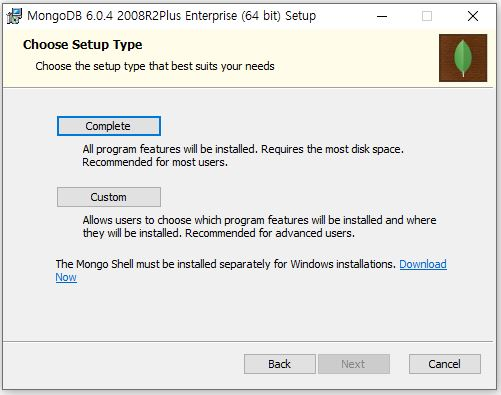 MongoDB 6.0.4 2008R2Plus Enterprise (64 bit) Setup
Choose Setup Type
Choose the setup type that best suits your needs
Complete
All program features will be installed. Requires the most disk space.
Recommended for most users.
Custom
Allows users to choose which program features will be installed and where
they will be installed. Recommended for advanced users.
The Mongo Shell must be installed separately for Windows installations. Download
Now
Back
Next
Cancel